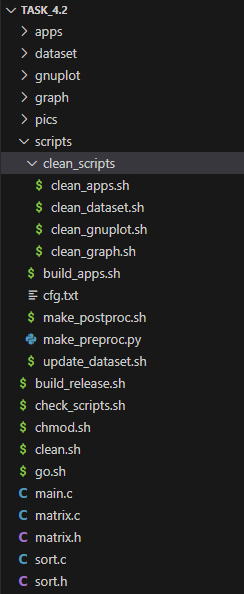 TASK_4.2
apps
dataset
gnuplot
graph
pics
scripts
clean_scripts
$ clean_apps.sh
$ clean_dataset.sh
$ clean_gnuplot.sh
$ clean_graph.sh
$ build_apps.sh
cfg.txt
$ make_postproc.sh
make_preproc.py
$ update_dataset.sh
$ build_release.sh
$ check_scripts.sh
$ chmod.sh
$ clean.sh
$ go.sh
C main.c
C matrix.c
C matrix.h
C sort.c
C sort.h